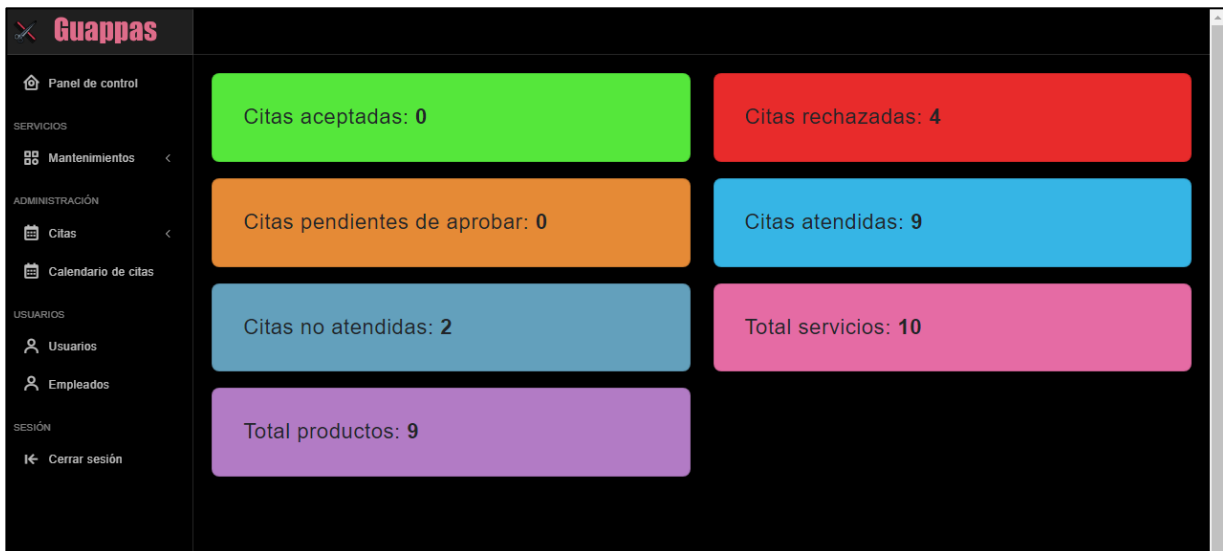 Guappas
Panel de control
SERVICIOS
Mantenimientos
ADMINISTRACIÓN
Citas
Calendario de citas
USUARIOS
Usuarios
Empleados
SESIÓN
Cerrar sesión
Citas aceptadas: 0
Citas rechazadas: 4
Citas pendientes de aprobar: 0
Citas atendidas: 9
Citas no atendidas: 2
Total servicios: 10
Total productos: 9